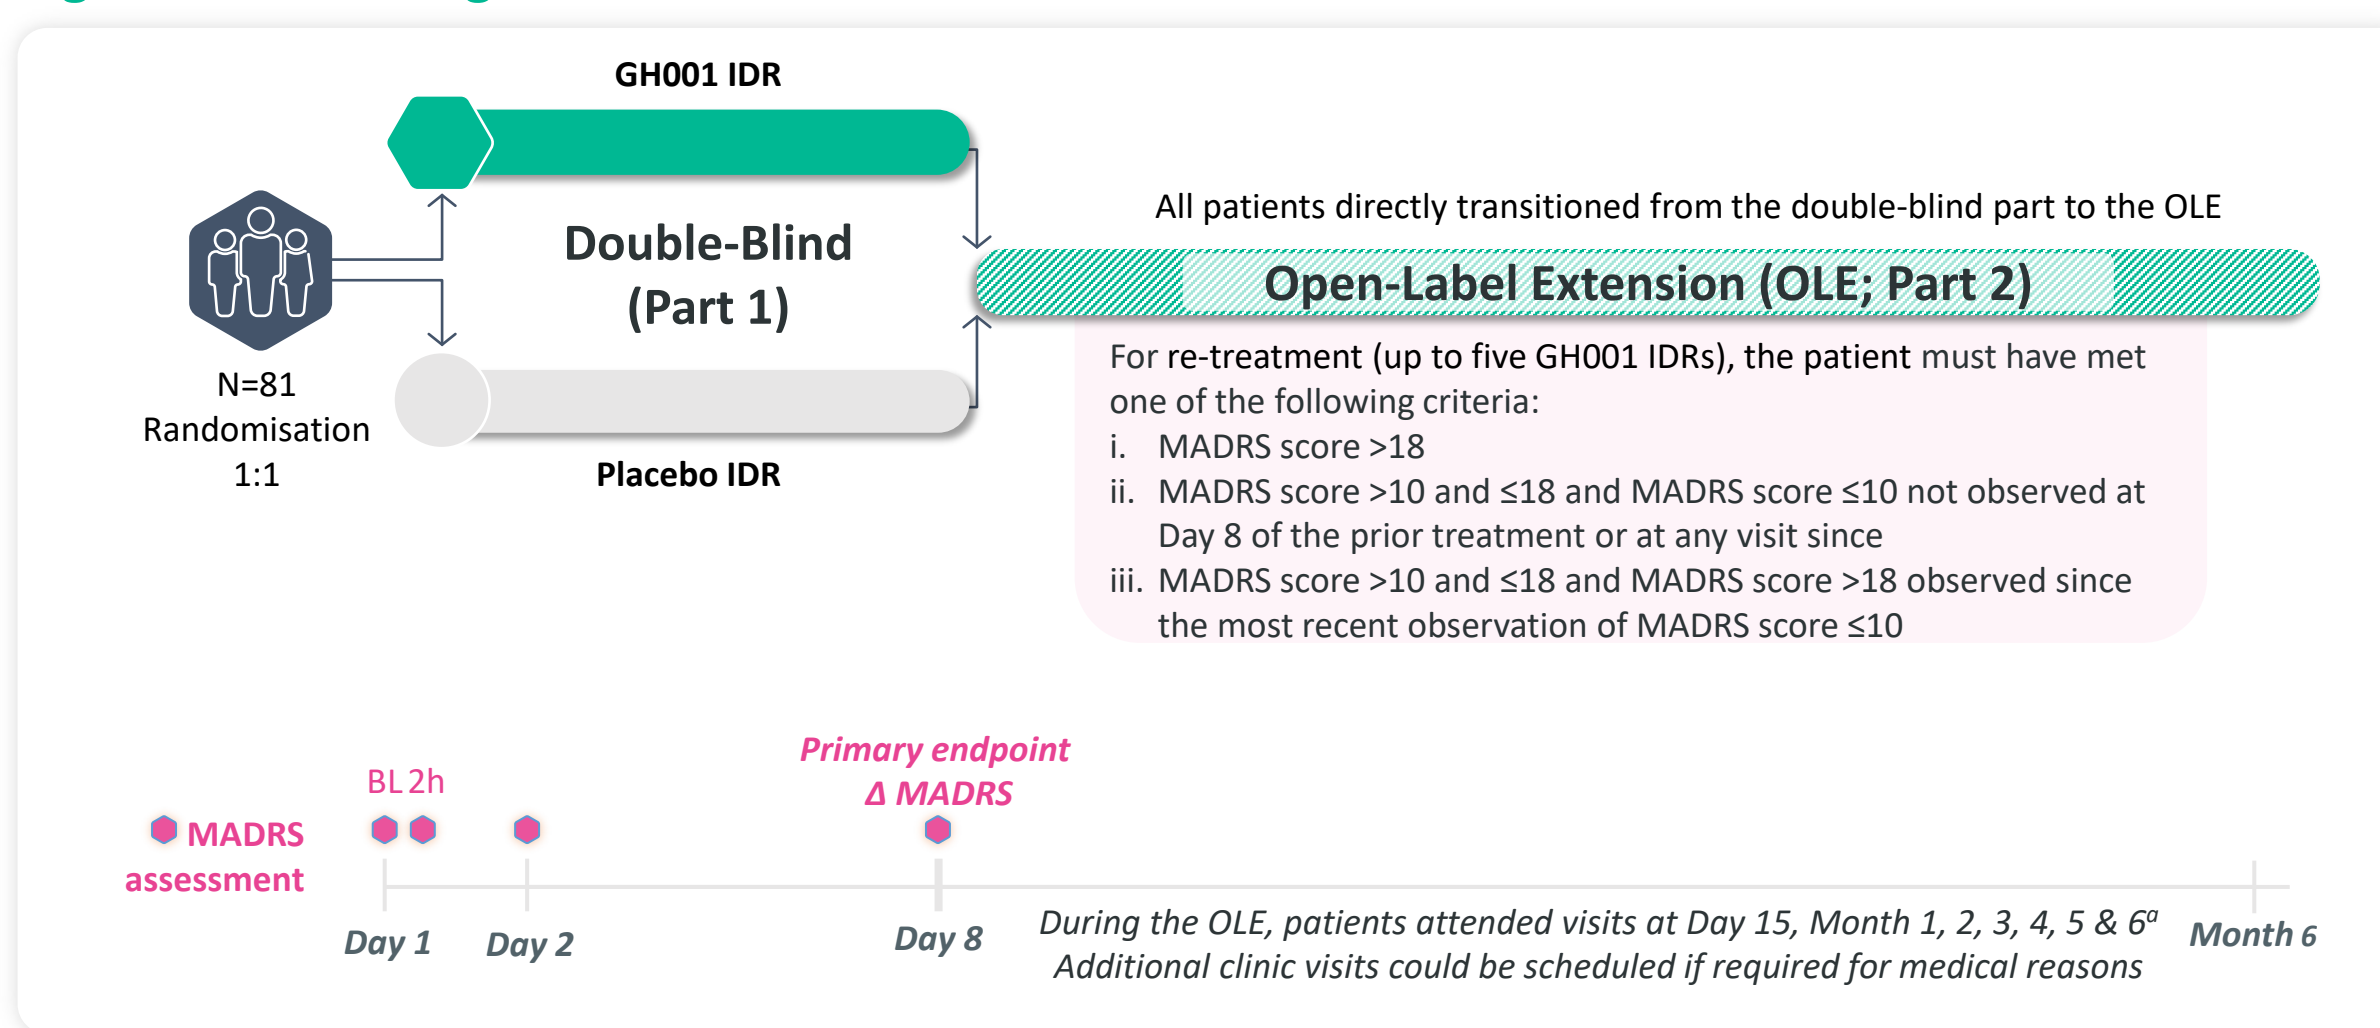 GH001 IDR
Double-Blind
(Part 1)
N=81
Randomisation
1:1
Placebo IDR
All patients directly transitioned from the double-blind part to the OLE
Open-Label Extension (OLE; Part 2)
For re-treatment (up to five GH001 IDRs), the patient must have met
one of the following criteria:
i. MADRS score >18
ii. MADRS score >10 and ≤18 and MADRS score ≤10 not observed at
Day 8 of the prior treatment or at any visit since
iii. MADRS score >10 and ≤18 and MADRS score >18 observed since
the most recent observation of MADRS score ≤10
MADRS
assessment
BL 2h
Primary endpoint
Δ MADRS
Day 1
Day 2
Day 8
During the OLE, patients attended visits at Day 15, Month 1, 2, 3, 4, 5 & 6ᵃ
Additional clinic visits could be scheduled if required for medical reasons
Month 6